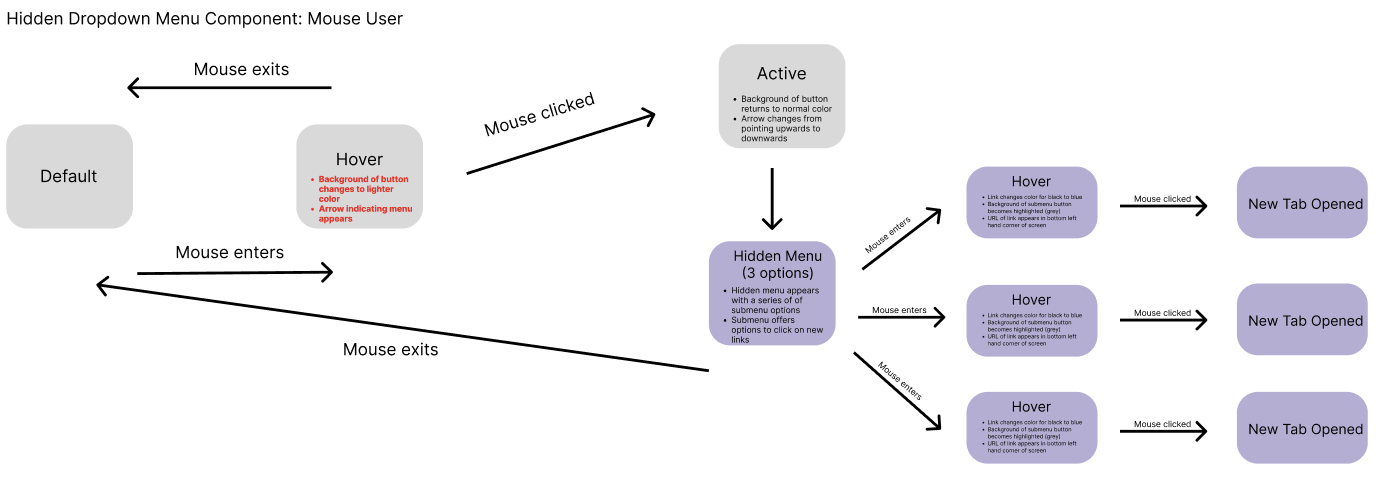 Hidden Dropdown Menu Component: Mouse User
Mouse exits
Default
Hover
• Background of button
changes to lighter
color
• Arrow indicating menu
appears
Mouse enters
Mouse exits
Mouse clicked
Active
• Background of button
returns to normal color
• Arrow changes from
pointing upwards to
downwards
Hidden Menu
(3 options)
• Hidden menu appears
with a series of of
submenu options
• Submenu offers
options to click on new
links
Mouse enters
Hover
• Link changes color for black to blue
• Background of submenu button
becomes highlighted (grey)
• URL of link appears in bottom left
hand corner of screen
Mouse clicked
New Tab Opened
Mouse enters
Hover
• Link changes color for black to blue
• Background of submenu button
becomes highlighted (grey)
• URL of link appears in bottom left
hand corner of screen
Mouse clicked
New Tab Opened
Mouse enters
Hover
• Link changes color for black to blue
• Background of submenu button
becomes highlighted (grey)
• URL of link appears in bottom left
hand corner of screen
Mouse clicked
New Tab Opened